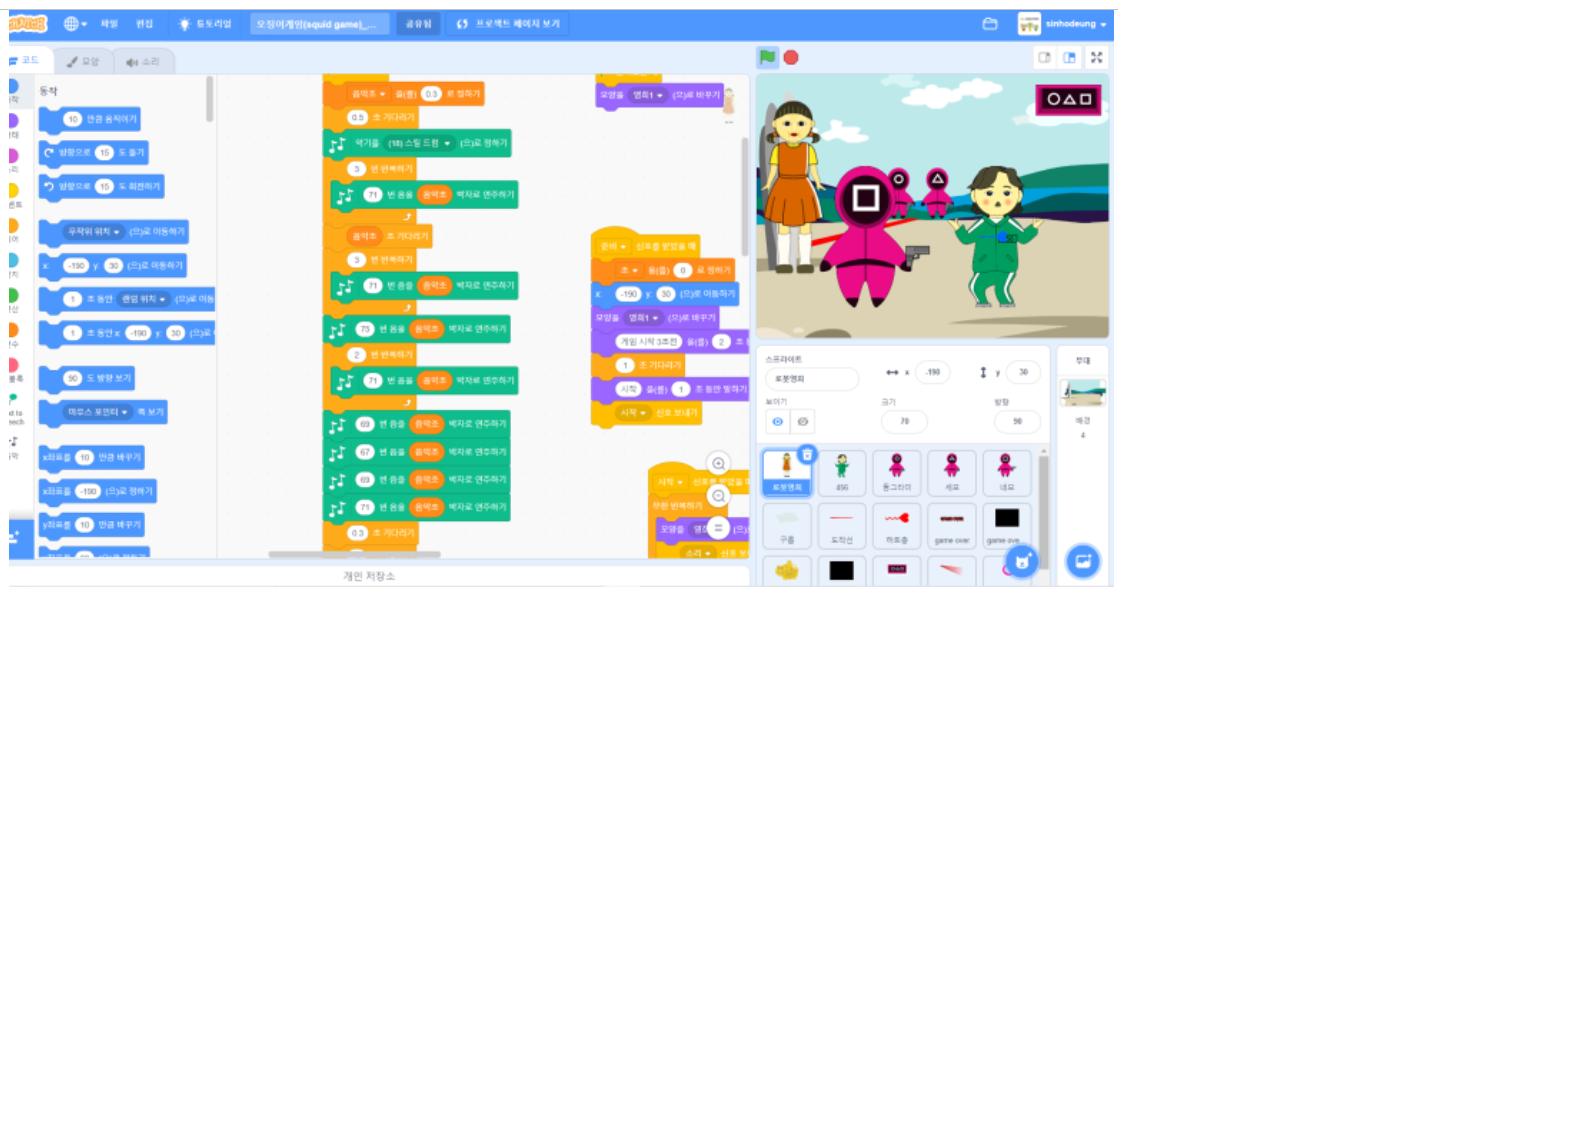 파일 편집 튜토리얼 오징어게임(squid game)_... 공유됨 프로젝트 페이지 보기 sinhodeung
코드 모양 소리
동작
10 만큼 움직이기
방향으로 15 도 돌기
방향으로 15 도 회전하기
무작위 위치 (으)로 이동하기
x: -190 y: 30 (으)로 이동하기
1 초 동안 랜덤 위치 (으)로 이동
1 초 동안 x: -190 y: 30 (으)로
90 도 방향 보기
마우스 포인터 쪽 보기
x좌표를 10 만큼 바꾸기
x좌표를 -190 (으)로 정하기
y좌표를 10 만큼 바꾸기
음악초 을(를) 0.3 로 정하기
0.5 초 기다리기
악기를 (18) 스틸 드럼 (으)로 정하기
3 번 반복하기
71 번 음을 음악초 박자로 연주하기
음악초 초 기다리기
3 번 반복하기
71 번 음을 음악초 박자로 연주하기
75 번 음을 음악초 박자로 연주하기
2 번 반복하기
71 번 음을 음악초 박자로 연주하기
69 번 음을 음악초 박자로 연주하기
67 번 음을 음악초 박자로 연주하기
69 번 음을 음악초 박자로 연주하기
71 번 음을 음악초 박자로 연주하기
0.3 초 기다리기
모양을 영희1 (으)로 바꾸기
준비 신호를 받았을 때
초 을(를) 0 로 정하기
x: -190 y: 30 (으)로 이동하기
모양을 영희1 (으)로 바꾸기
게임 시작 3초전 을(를) 2 초
1 초 기다리기
시작 을(를) 1 초 동안 말하기
시작 신호 보내기
시작 신호를 받았을
무한 반복하기
모양을
소리 신호
개인 저장소
스프라이트
로봇영희 x -190 y 30
보이기 크기 방향
70 90
로봇영희 456 동그라미 세모 네모
구름 도착선 하트총 game over game ove...
무대
배경
4